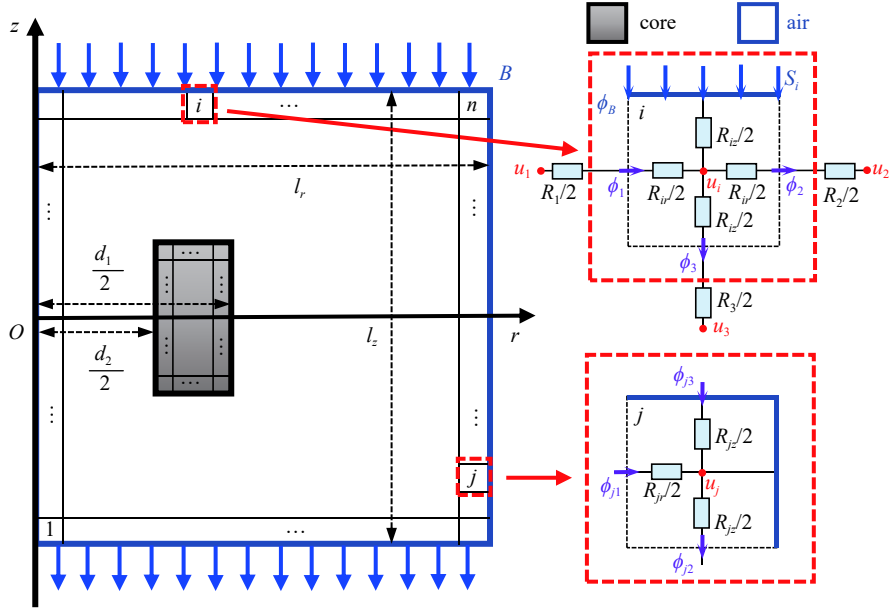 core
air
z
B
i
…
n
l_r
⋮
⋮
d_1
2
…
⋮
⋮
…
O
d_2
2
l_z
r
⋮
⋮
j
1
…
S_i
ϕ_B
i
R_iz/2
u_1
u_2
R_1/2
ϕ_1
R_ir/2
u_i
R_ir/2
ϕ_2
R_2/2
R_iz/2
ϕ_3
R_3/2
u_3
ϕ_j3
j
R_jz/2
ϕ_j1
R_jr/2
u_j
R_jz/2
ϕ_j2